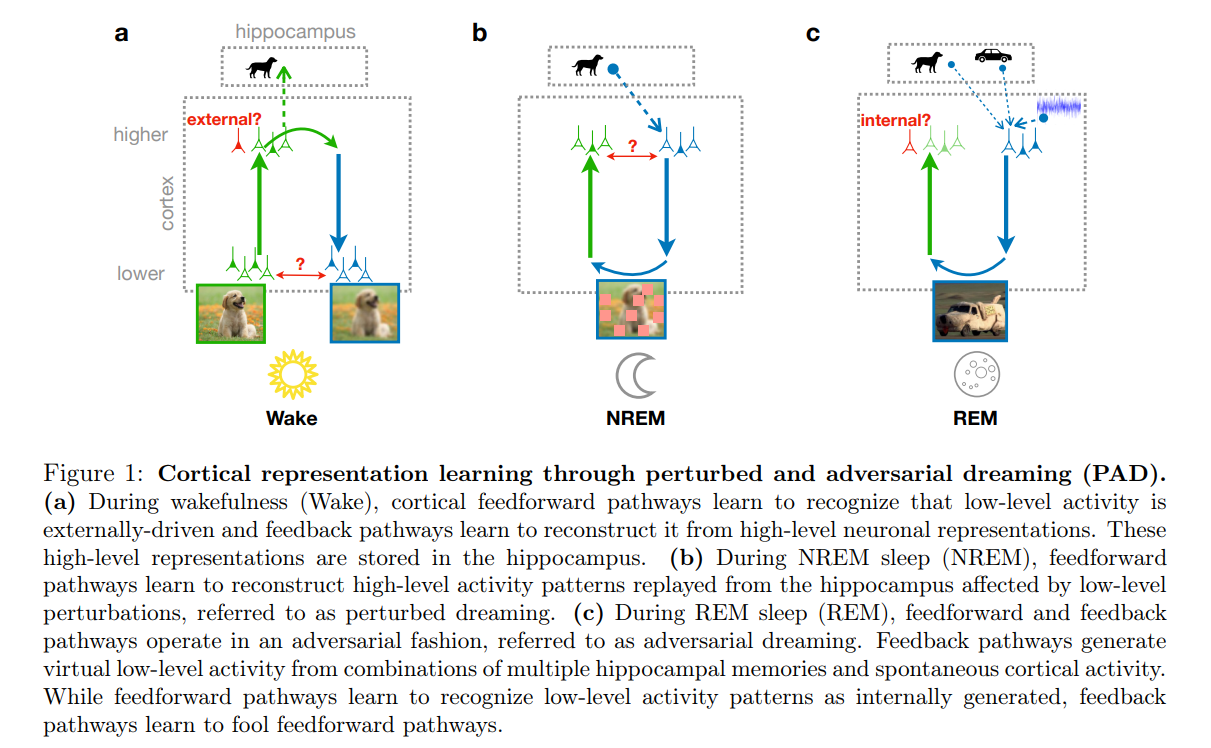 a
hippocampus
external?
higher
cortex
?
lower
Wake
b
?
NREM
c
internal?
REM
Figure 1: Cortical representation learning through perturbed and adversarial dreaming (PAD).
(a) During wakefulness (Wake), cortical feedforward pathways learn to recognize that low-level activity is
externally-driven and feedback pathways learn to reconstruct it from high-level neuronal representations. These
high-level representations are stored in the hippocampus. (b) During NREM sleep (NREM), feedforward
pathways learn to reconstruct high-level activity patterns replayed from the hippocampus affected by low-level
perturbations, referred to as perturbed dreaming. (c) During REM sleep (REM), feedforward and feedback
pathways operate in an adversarial fashion, referred to as adversarial dreaming. Feedback pathways generate
virtual low-level activity from combinations of multiple hippocampal memories and spontaneous cortical activity.
While feedforward pathways learn to recognize low-level activity patterns as internally generated, feedback
pathways learn to fool feedforward pathways.